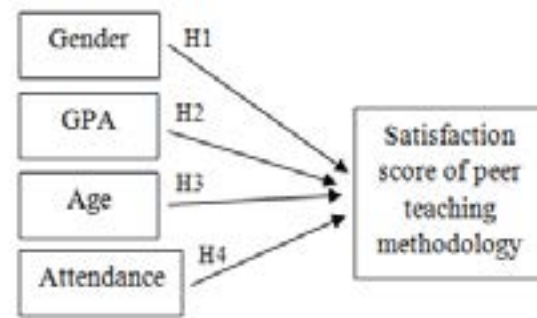 Gender
H1
GPA
H2
Age
H3
Attendance
H4
Satisfaction
score of peer
teaching
methodology